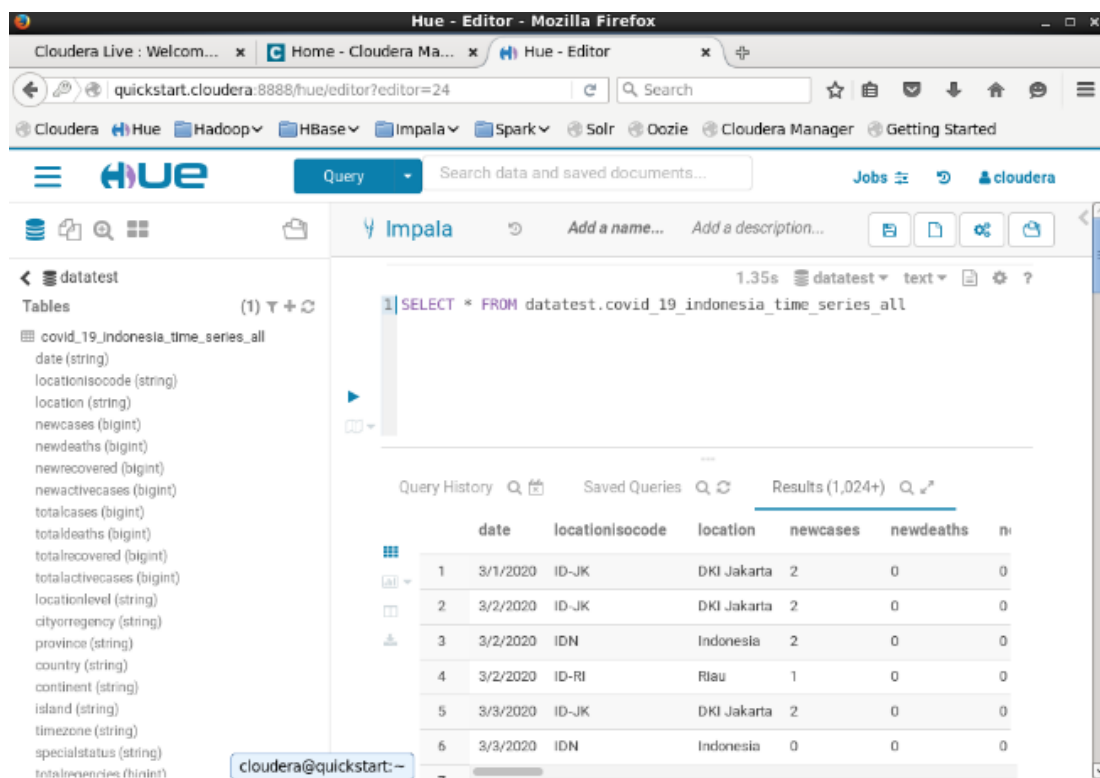 Hue - Editor - Mozilla Firefox
Cloudera Live : Welcom... Home - Cloudera Ma... Hue - Editor
quickstart.cloudera:8888/hue/editor?editor=24 Search
Cloudera Hue Hadoop HBase Impala Spark Solr Oozie Cloudera Manager Getting Started
HUE Query Search data and saved documents... Jobs cloudera
Impala Add a name... Add a description...
datatest
1.35s datatest text ?
Tables (1)
1 SELECT * FROM datatest.covid_19_indonesia_time_series_all
covid_19_indonesia_time_series_all
date (string)
locationisocode (string)
location (string)
newcases (bigint)
newdeaths (bigint)
newrecovered (bigint)
newactivecases (bigint)
totalcases (bigint)
totaldeaths (bigint)
totalrecovered (bigint)
totalactivecases (bigint)
locationlevel (string)
cityorregency (string)
province (string)
country (string)
continent (string)
island (string)
timezone (string)
specialstatus (string)
totalregencies (bigint)
Query History Saved Queries Results (1,024+)
date locationisocode location newcases newdeaths
1 3/1/2020 ID-JK DKI Jakarta 2 0 0
2 3/2/2020 ID-JK DKI Jakarta 2 0 0
3 3/2/2020 IDN Indonesia 2 0 0
4 3/2/2020 ID-RI Riau 1 0 0
5 3/3/2020 ID-JK DKI Jakarta 2 0 0
6 3/3/2020 IDN Indonesia 0 0 0
cloudera@quickstart:~